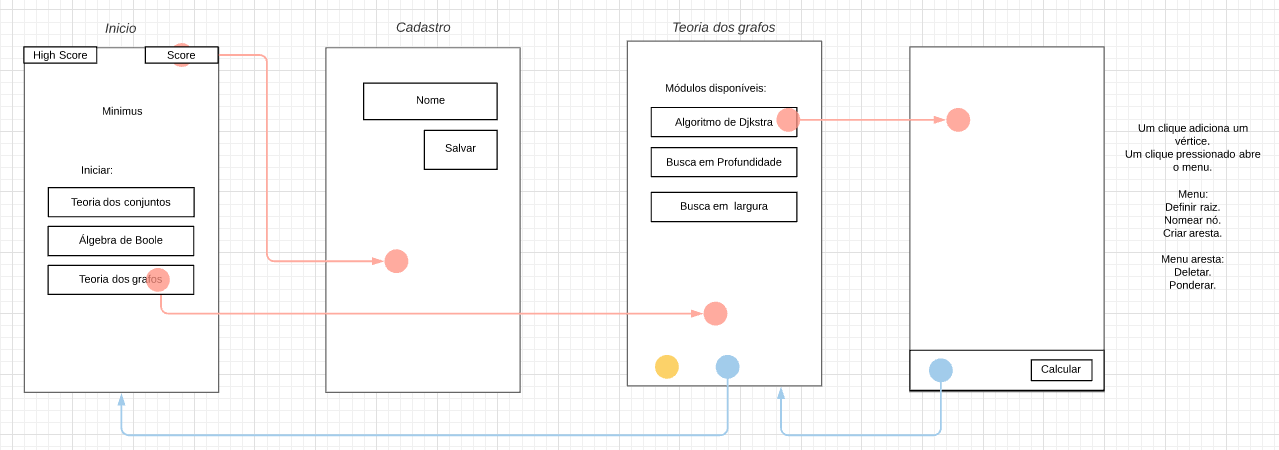 Inicio
High Score
Score
Minimus
Iniciar:
Teoria dos conjuntos
Álgebra de Boole
Teoria dos grafos
Cadastro
Nome
Salvar
Teoria dos grafos
Módulos disponíveis:
Algoritmo de Djkstra
Busca em Profundidade
Busca em largura
Calcular
Um clique adiciona um
vértice.
Um clique pressionado abre
o menu.
Menu:
Definir raiz.
Nomear nó.
Criar aresta.
Menu aresta:
Deletar.
Ponderar.